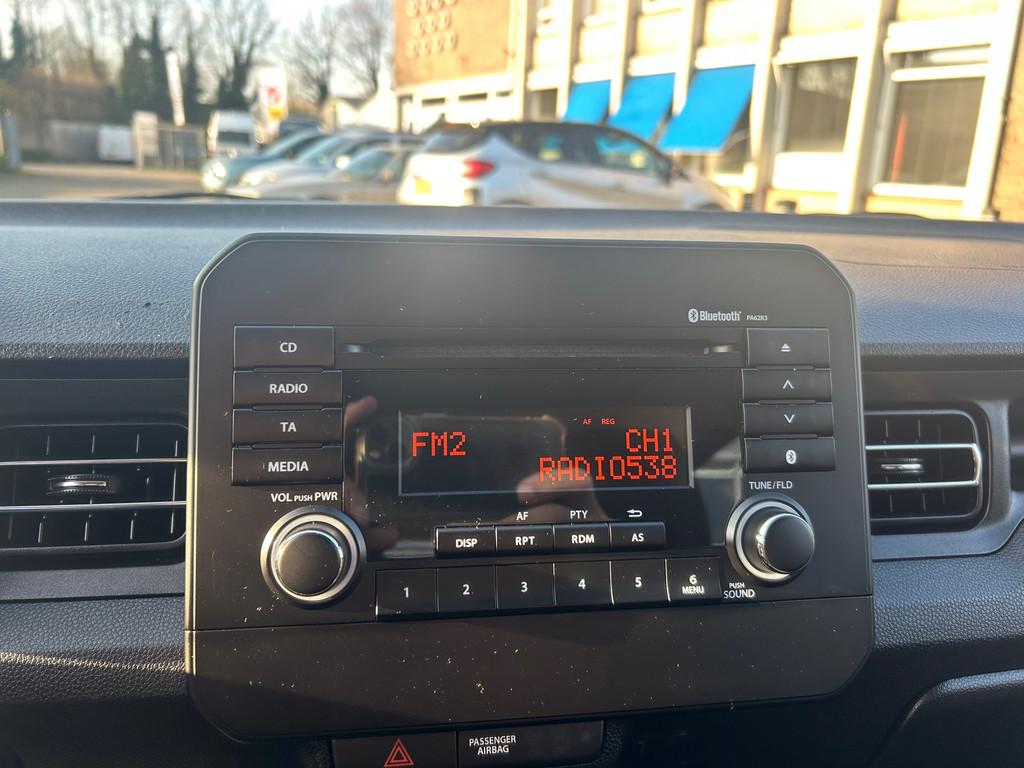 Bluetooth PA62R3
CD
RADIO
TA
MEDIA
AF REG
FM2 CH1
RADIO538
VOL PUSH PWR
TUNE/FLD
AF PTY
DISP RPT RDM AS
1 2 3 4 5 6 MENU
PUSH SOUND
PASSENGER
AIRBAG